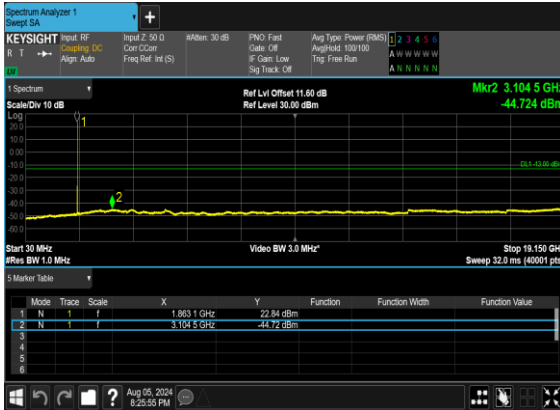 Spectrum Analyzer 1
Swept SA
+
KEYSIGHT Input: RF Input Z: 50 Ω #Atten: 30 dB PNO: Fast Avg Type: Power (RMS) 1 2 3 4 5 6
R T Coupling: DC Corr CCorr Gate: Off Avg|Hold: 100/100 A W W W W W
Align: Auto Freq Ref: Int (S) IF Gain: Low Trig: Free Run
Sig Track: Off A N N N N N
1 Spectrum Ref Lvl Offset 11.60 dB Mkr2 3.104 5 GHz
Scale/Div 10 dB Ref Level 30.00 dBm -44.724 dBm
Log
1
20.0
10.0
0.00
-10.0
DL1 -13.00 dBm
-20.0
-30.0
-40.0
2
-50.0
-60.0
Start 30 MHz Video BW 3.0 MHz* Stop 19.150 GHz
#Res BW 1.0 MHz Sweep 32.0 ms (40001 pts)
5 Marker Table
Mode Trace Scale X Y Function Function Width Function Value
1 N 1 f 1.863 1 GHz 22.84 dBm
2 N 1 f 3.104 5 GHz -44.72 dBm
3
4
5
6
? Aug 05, 2024
8:25:55 PM